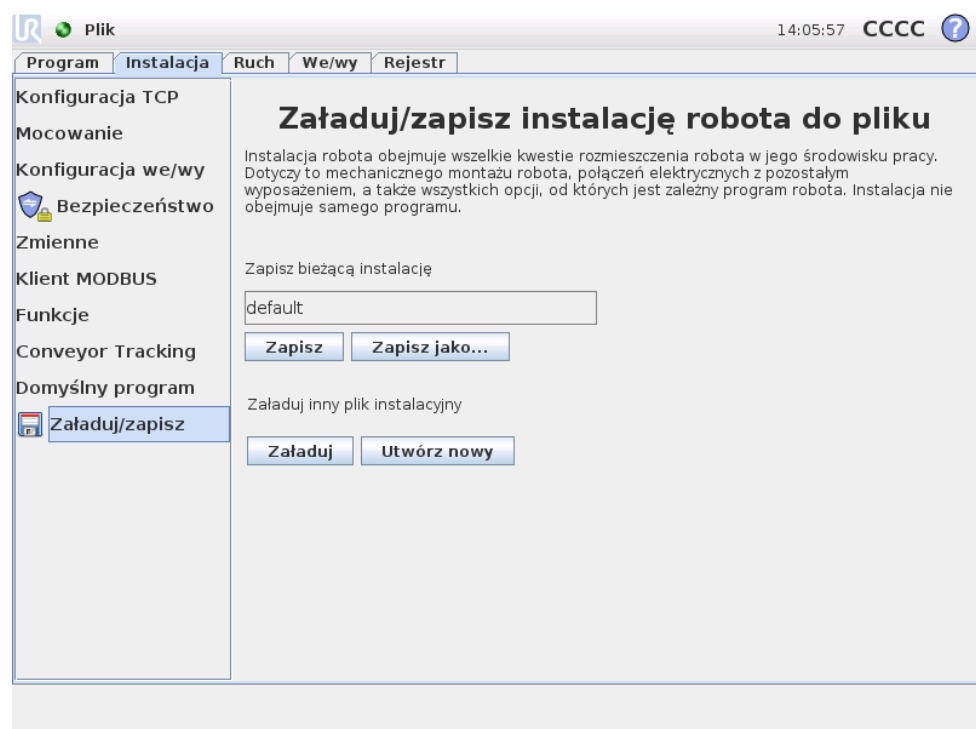 UR Plik 14:05:57 CCCC ?
Program Instalacja Ruch We/wy Rejestr
Konfiguracja TCP
Mocowanie
Konfiguracja we/wy
Bezpieczeństwo
Zmienne
Klient MODBUS
Funkcje
Conveyor Tracking
Domyślny program
Załaduj/zapisz
Załaduj/zapisz instalację robota do pliku
Instalacja robota obejmuje wszelkie kwestie rozmieszczenia robota w jego środowisku pracy.
Dotyczy to mechanicznego montażu robota, połączeń elektrycznych z pozostałym
wyposażeniem, a także wszystkich opcji, od których jest zależny program robota. Instalacja nie
obejmuje samego programu.
Zapisz bieżącą instalację
default
Zapisz Zapisz jako...
Załaduj inny plik instalacyjny
Załaduj Utwórz nowy